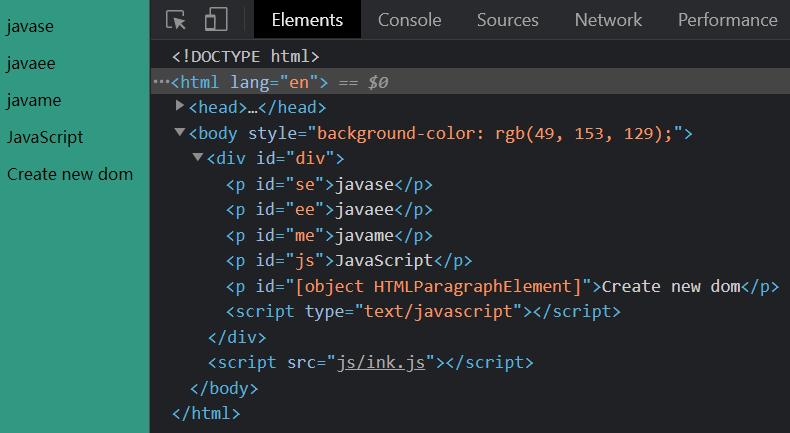 javase
javaee
javame
JavaScript
Create new dom
Elements Console Sources Network Performance
<!DOCTYPE html>
…<html lang="en"> == $0
<head>…</head>
<body style="background-color: rgb(49, 153, 129);">
<div id="div">
<p id="se">javase</p>
<p id="ee">javaee</p>
<p id="me">javame</p>
<p id="js">JavaScript</p>
<p id="[object HTMLParagraphElement]">Create new dom</p>
<script type="text/javascript"></script>
</div>
<script src="js/ink.js"></script>
</body>
</html>